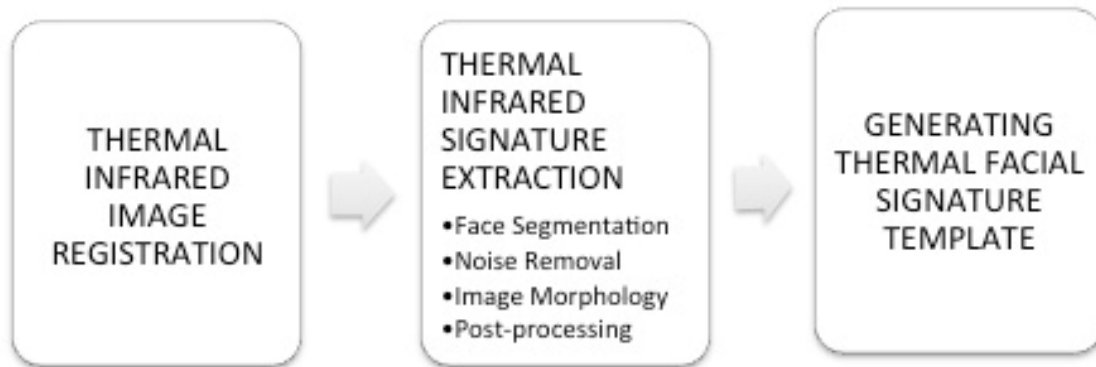 THERMAL
INFRARED
IMAGE
REGISTRATION
THERMAL
INFRARED
SIGNATURE
EXTRACTION
•Face Segmentation
•Noise Removal
•Image Morphology
•Post-processing
GENERATING
THERMAL FACIAL
SIGNATURE
TEMPLATE